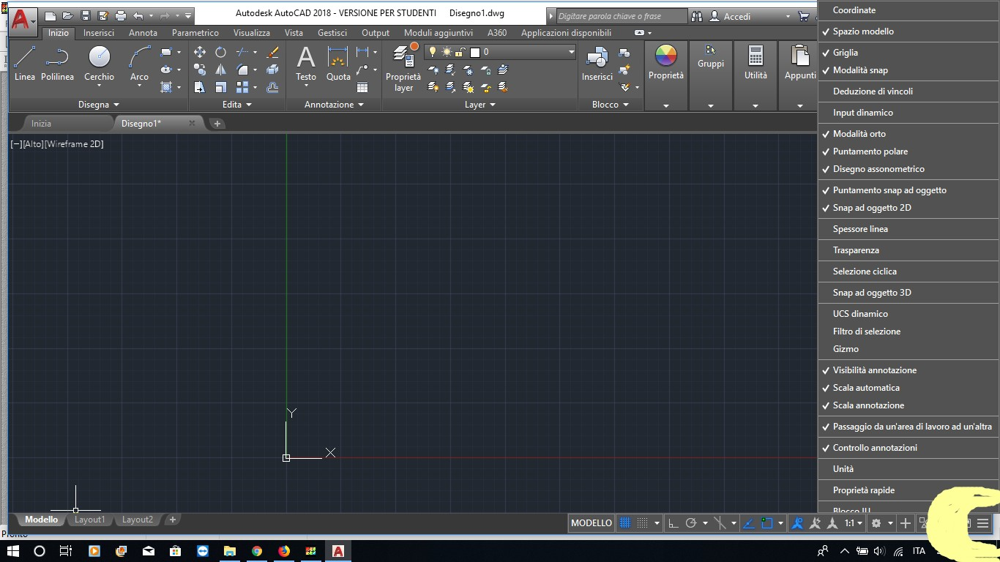 Autodesk AutoCAD 2018 - VERSIONE PER STUDENTI Disegno1.dwg
Digitare parola chiave o frase
Accedi
Inizio Inserisci Annota Parametrico Visualizza Vista Gestisci Output Moduli aggiuntivi A360 Applicazioni disponibili
0
Linea Polilinea Cerchio Arco
Testo Quota
Proprietà layer
Inserisci
Proprietà
Gruppi
Utilità
Appunti
Disegna Edita Annotazione Layer Blocco
Inizia Disegno1*
[−][Alto][Wireframe 2D]
Y
X
Coordinate
Spazio modello
Griglia
Modalità snap
Deduzione di vincoli
Input dinamico
Modalità orto
Puntamento polare
Disegno assonometrico
Puntamento snap ad oggetto
Snap ad oggetto 2D
Spessore linea
Trasparenza
Selezione ciclica
Snap ad oggetto 3D
UCS dinamico
Filtro di selezione
Gizmo
Visibilità annotazione
Scala automatica
Scala annotazione
Passaggio da un'area di lavoro ad un'altra
Controllo annotazioni
Unità
Proprietà rapide
Blocco IU
Modello Layout1 Layout2
MODELLO 1:1
Pronto
ITA